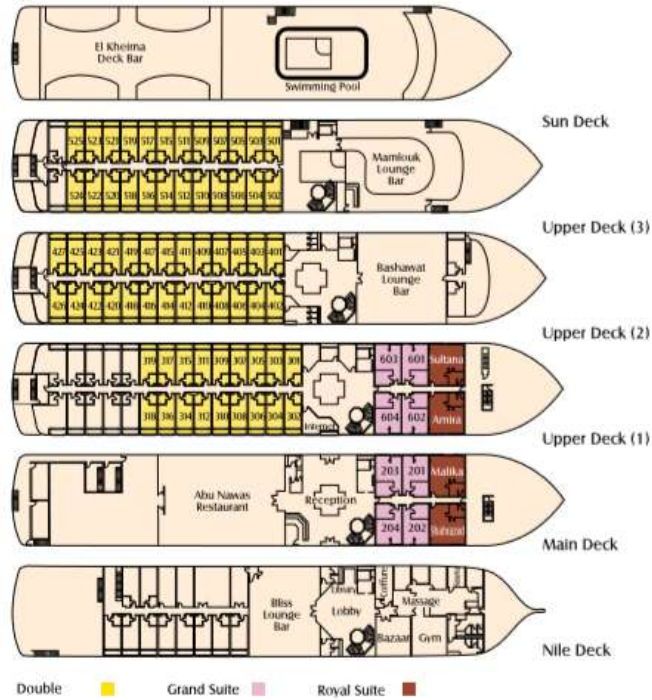 El Kheima
Deck Bar
Swimming Pool
Sun Deck
525 523 521 519 517 515 511 509 507 505 503 501
Mamlouk
Lounge
Bar
524 522 520 518 516 514 512 510 508 506 504 502
Upper Deck (3)
427 425 423 421 419 417 415 411 409 407 405 403 401
Bashawat
Lounge
Bar
426 424 422 420 418 416 414 412 410 408 406 404 402
Upper Deck (2)
319 317 315 311 309 307 305 303 301
603 601 Sultana
318 316 314 312 310 308 306 304 302
Internet
604 602 Amira
Upper Deck (1)
Abu Nawas
Restaurant
Reception
203 201 Malika
204 202 Shahrazad
Main Deck
Bliss
Lounge
Bar
Library
Lobby
Coiffure
Massage
Bazaar
Gym
Nile Deck
Double
Grand Suite
Royal Suite